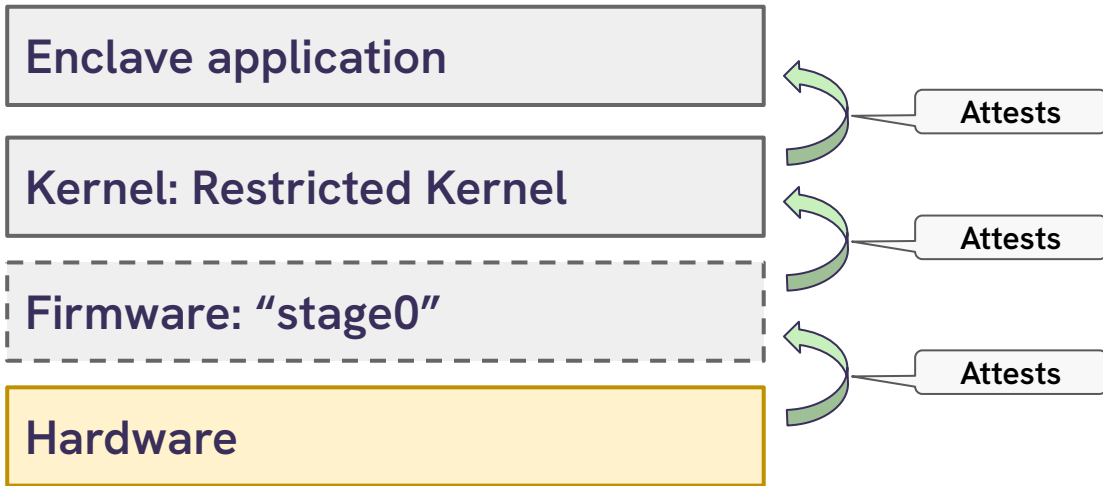 Enclave application
Attests
Kernel: Restricted Kernel
Attests
Firmware: “stage0”
Attests
Hardware